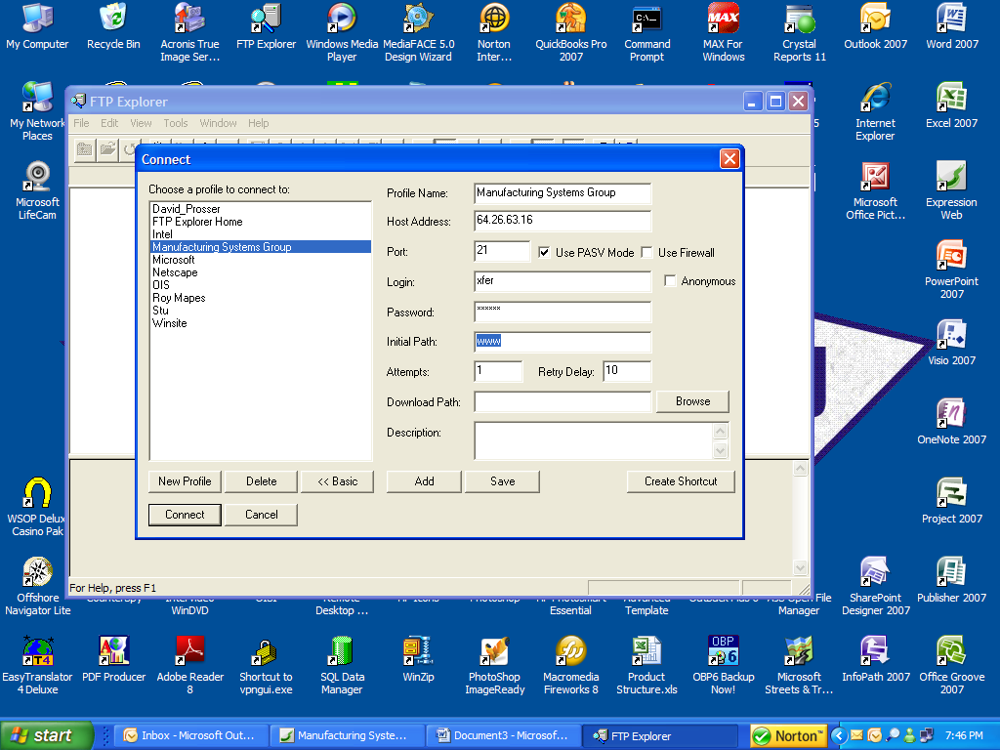 My Computer
Recycle Bin
Acronis True
Image Ser...
FTP Explorer
Windows Media
Player
MediaFACE 5.0
Design Wizard
Norton
Inter...
QuickBooks Pro
2007
Command
Prompt
MAX For
Windows
Crystal
Reports 11
Outlook 2007
Word 2007
My Network
Places
Internet
Explorer
Excel 2007
Microsoft
LifeCam
Microsoft
Office Pict...
Expression
Web
PowerPoint
2007
Visio 2007
OneNote 2007
Project 2007
FTP Explorer
File Edit View Tools Window Help
Connect
Choose a profile to connect to:
David_Prosser
FTP Explorer Home
Intel
Manufacturing Systems Group
Microsoft
Netscape
OIS
Roy Mapes
Stu
Winsite
Profile Name: Manufacturing Systems Group
Host Address: 64.26.63.16
Port: 21 Use PASV Mode Use Firewall
Login: xfer Anonymous
Password: ××××××
Initial Path: www
Attempts: 1 Retry Delay: 10
Download Path: Browse
Description:
New Profile Delete << Basic Add Save Create Shortcut
Connect Cancel
For Help, press F1
WSOP Delux
Casino Pak
Offshore
Navigator Lite
WinDVD
Desktop ...
Essential
Advanced
Template
File
Manager
SharePoint
Designer 2007
Publisher 2007
EasyTranslator
4 Deluxe
PDF Producer
Adobe Reader
8
Shortcut to
vpngui.exe
SQL Data
Manager
WinZip
PhotoShop
ImageReady
Macromedia
Fireworks 8
Product
Structure.xls
OBP6 Backup
Now!
Microsoft
Streets & Tr...
InfoPath 2007
Office Groove
2007
start
Inbox - Microsoft Out...
Manufacturing Syste...
Document3 - Microsof...
FTP Explorer
Norton™
7:46 PM